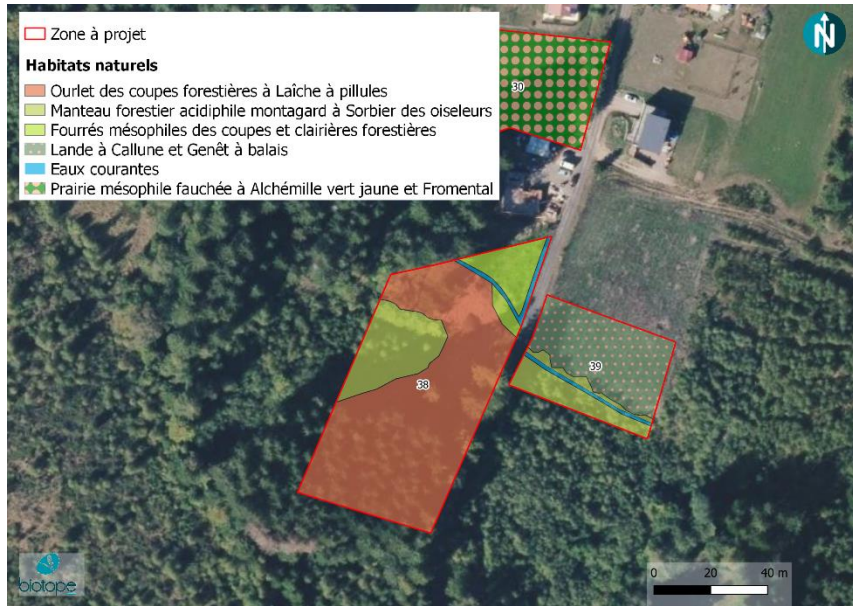 Zone à projet
Habitats naturels
Ourlet des coupes forestières à Laîche à pillules
Manteau forestier acidiphile montagard à Sorbier des oiseleurs
Fourrés mésophiles des coupes et clairières forestières
Lande à Callune et Genêt à balais
Eaux courantes
Prairie mésophile fauchée à Alchémille vert jaune et Fromental
N
30
39
38
biotope
0 20 40 m